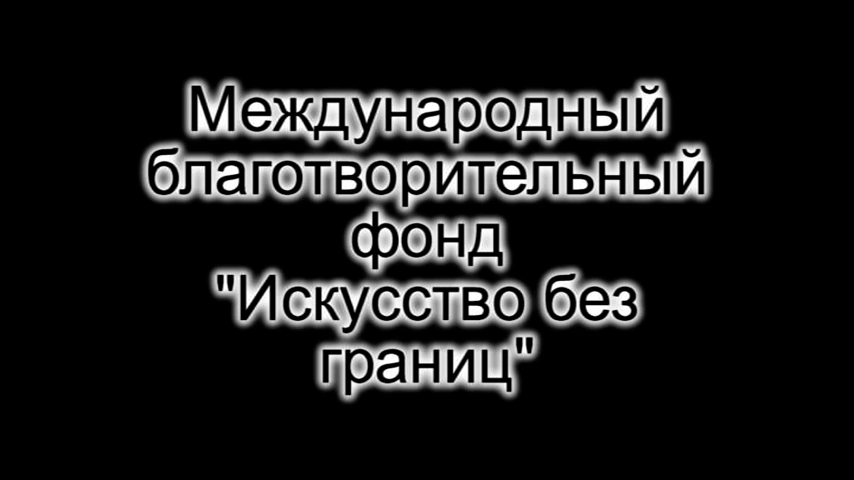 Международный
благотворительный
фонд
"Искусство без
границ"